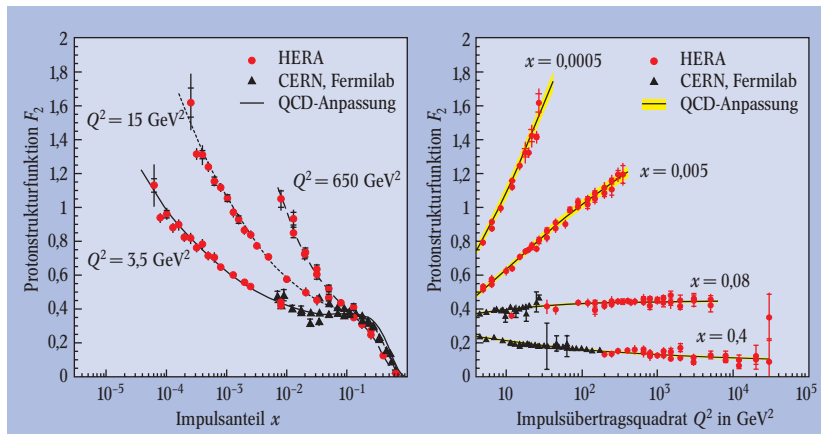 Protonstrukturfunktion F₂
2
1,8
1,6
1,4
1,2
1
0,8
0,6
0,4
0,2
0
HERA
CERN, Fermilab
QCD-Anpassung
Q² = 15 GeV²
Q² = 650 GeV²
Q² = 3,5 GeV²
10⁻⁵ 10⁻⁴ 10⁻³ 10⁻² 10⁻¹
Impulsanteil x
Protonstrukturfunktion F₂
2
1,8
1,6
1,4
1,2
1
0,8
0,6
0,4
0,2
0
x = 0,0005
HERA
CERN, Fermilab
QCD-Anpassung
x = 0,005
x = 0,08
x = 0,4
10 10² 10³ 10⁴ 10⁵
Impulsübertragsquadrat Q² in GeV²